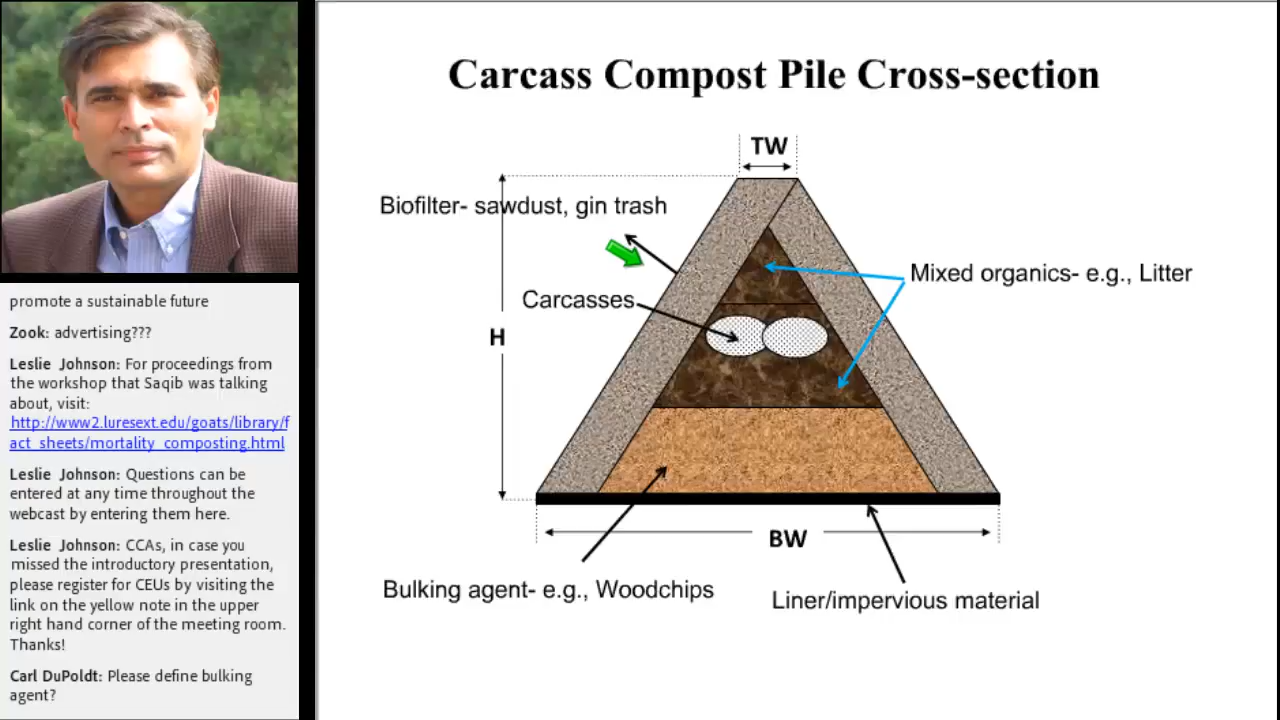 promote a sustainable future
Zook: advertising???
Leslie Johnson: For proceedings from
the workshop that Saqib was talking
about, visit:
http://www2.luresext.edu/goats/library/f
act_sheets/mortality_composting.html
Leslie Johnson: Questions can be
entered at any time throughout the
webcast by entering them here.
Leslie Johnson: CCAs, in case you
missed the introductory presentation,
please register for CEUs by visiting the
link on the yellow note in the upper
right hand corner of the meeting room.
Thanks!
Carl DuPoldt: Please define bulking
agent?
Carcass Compost Pile Cross-section
TW
Biofilter- sawdust, gin trash
Mixed organics- e.g., Litter
Carcasses
H
BW
Bulking agent- e.g., Woodchips
Liner/impervious material